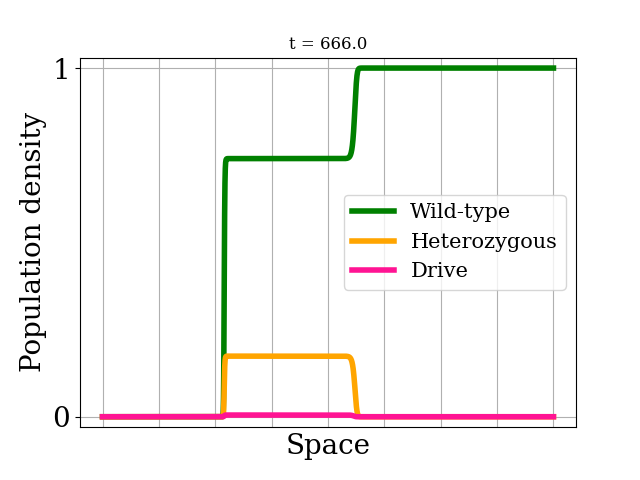 t = 666.0
1
Population density
Wild-type
Heterozygous
Drive
0
Space